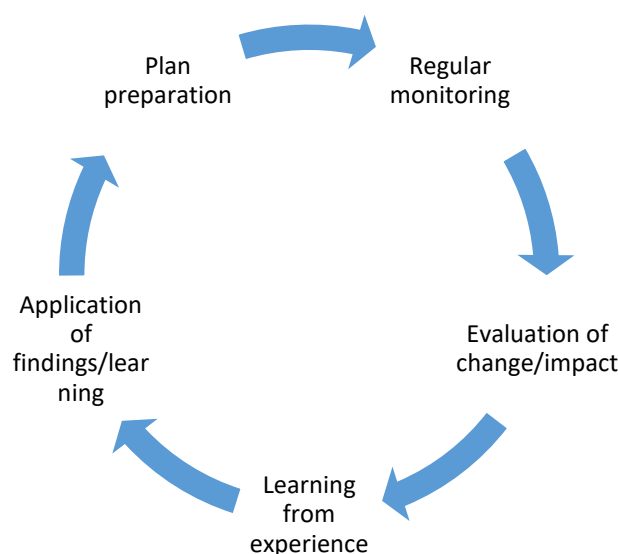 Plan
preparation
Regular
monitoring
Evaluation of
change/impact
Learning
from
experience
Application
of
findings/lear
ning